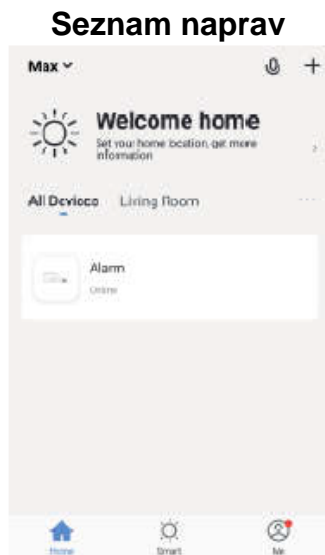 Seznam naprav
Max
Welcome home
Set your home location, get more
information
All Devices Living Room
Alarm
Online
Home Smart Me